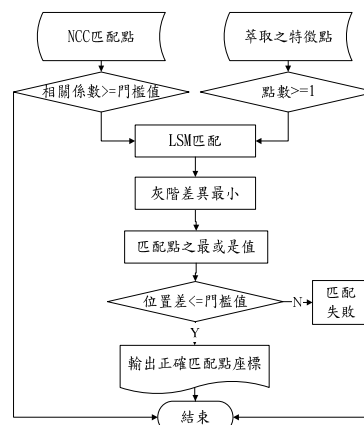 NCC匹配點
萃取之特徵點
相關係數>=門檻值
點數>=1
LSM匹配
灰階差異最小
匹配點之最或是值
位置差<=門檻值
N
匹配
失敗
Y
輸出正確匹配點座標
結束